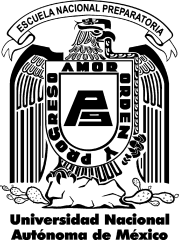 ESCUELA NACIONAL PREPARATORIA
AMOR ORDEN Y PROGRESO
Universidad Nacional
Autónoma de México